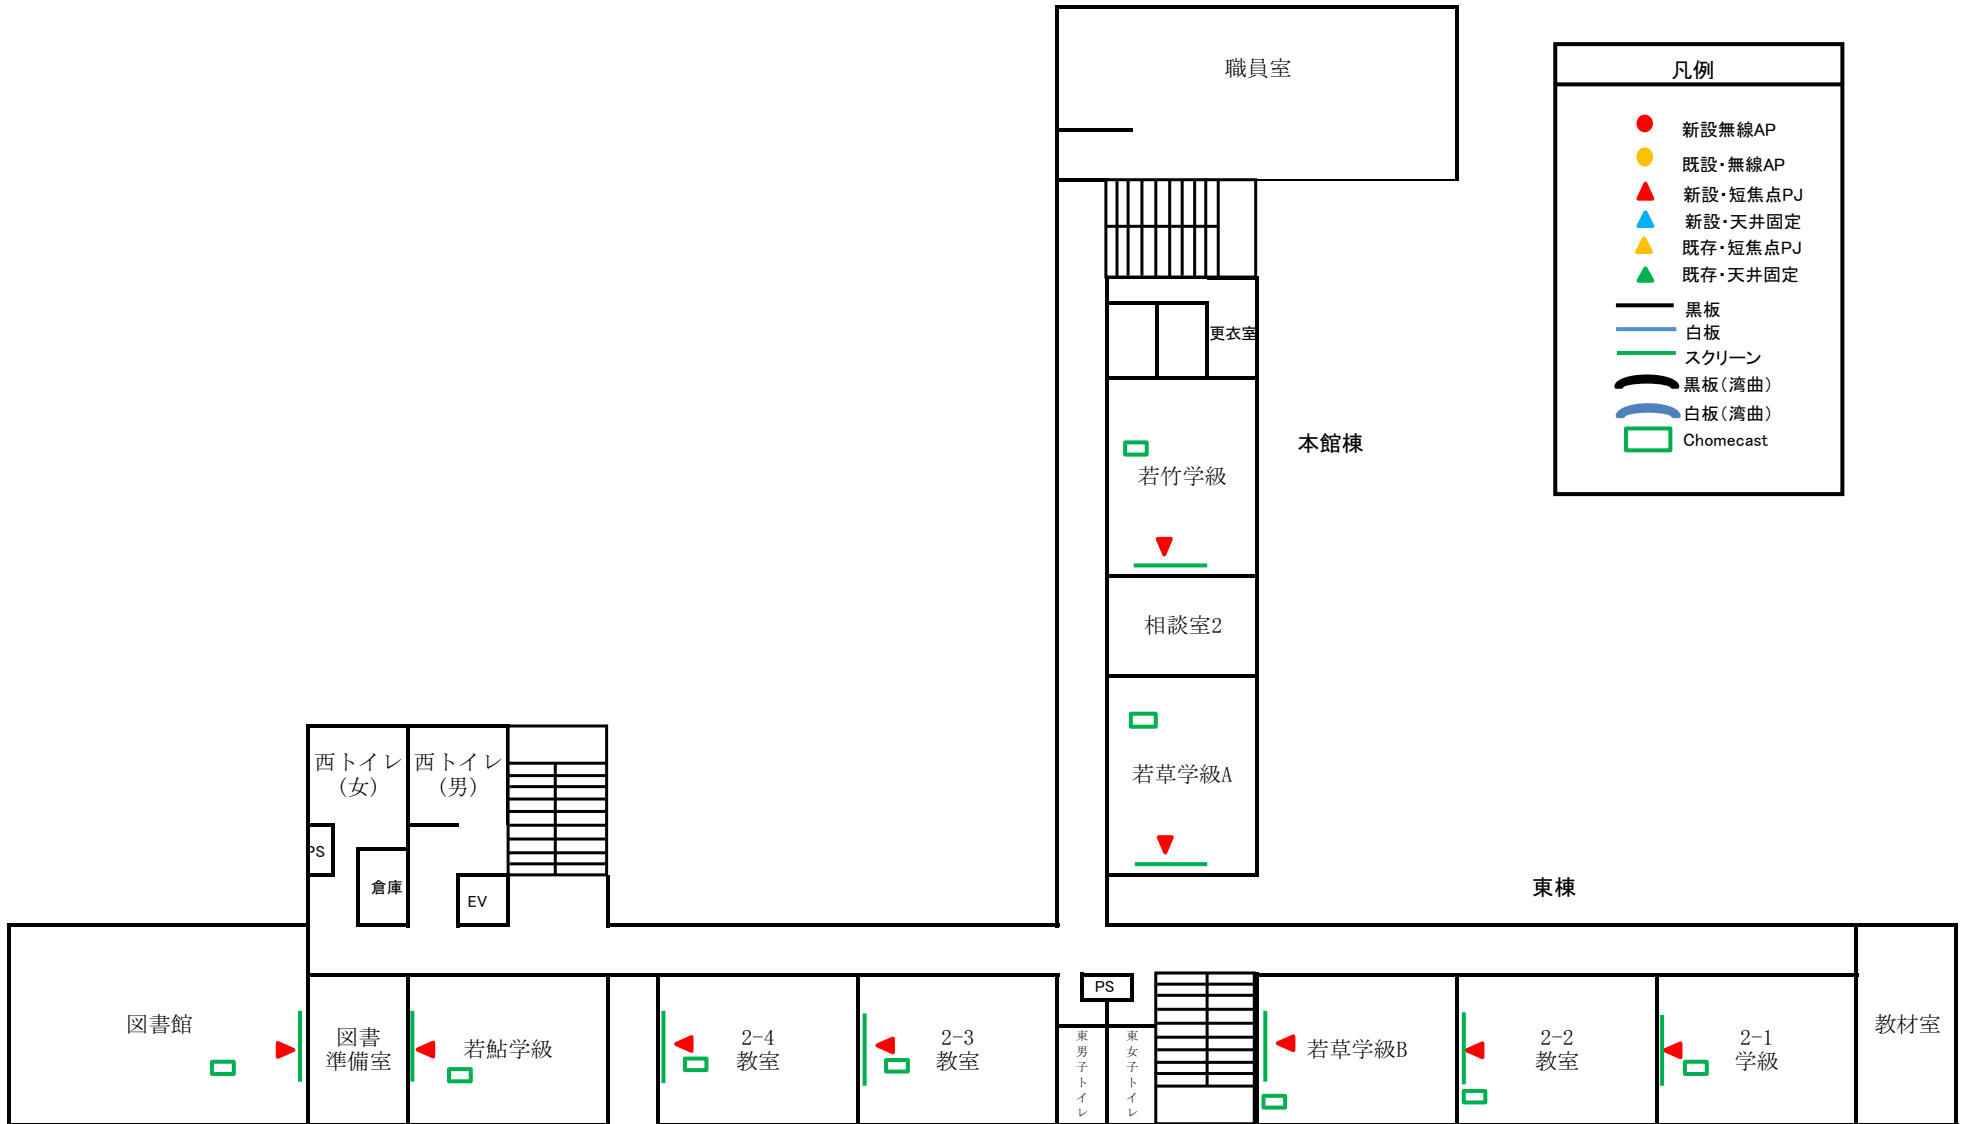 職員室
凡例
新設無線AP
既設・無線AP
新設・短焦点PJ
新設・天井固定
既存・短焦点PJ
既存・天井固定
黒板
白板
スクリーン
黒板(湾曲)
白板(湾曲)
Chomecast
更衣室
本館棟
若竹学級
相談室2
西トイレ
(女)
西トイレ
(男)
若草学級A
PS
倉庫
EV
東棟
図書館
図書
準備室
若鮎学級
2-4
教室
2-3
教室
PS
東男子トイレ
東女子トイレ
若草学級B
2-2
教室
2-1
学級
教材室